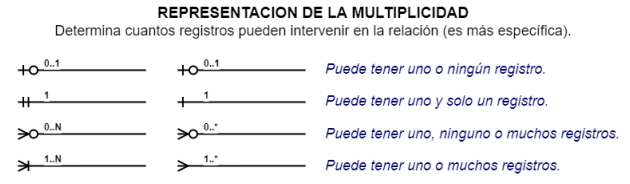 REPRESENTACION DE LA MULTIPLICIDAD
Determina cuantos registros pueden intervenir en la relación (es más específica).
0..1 0..1 Puede tener uno o ningún registro.
1 1 Puede tener uno y solo un registro.
0..N 0..* Puede tener uno, ninguno o muchos registros.
1..N 1..* Puede tener uno o muchos registros.